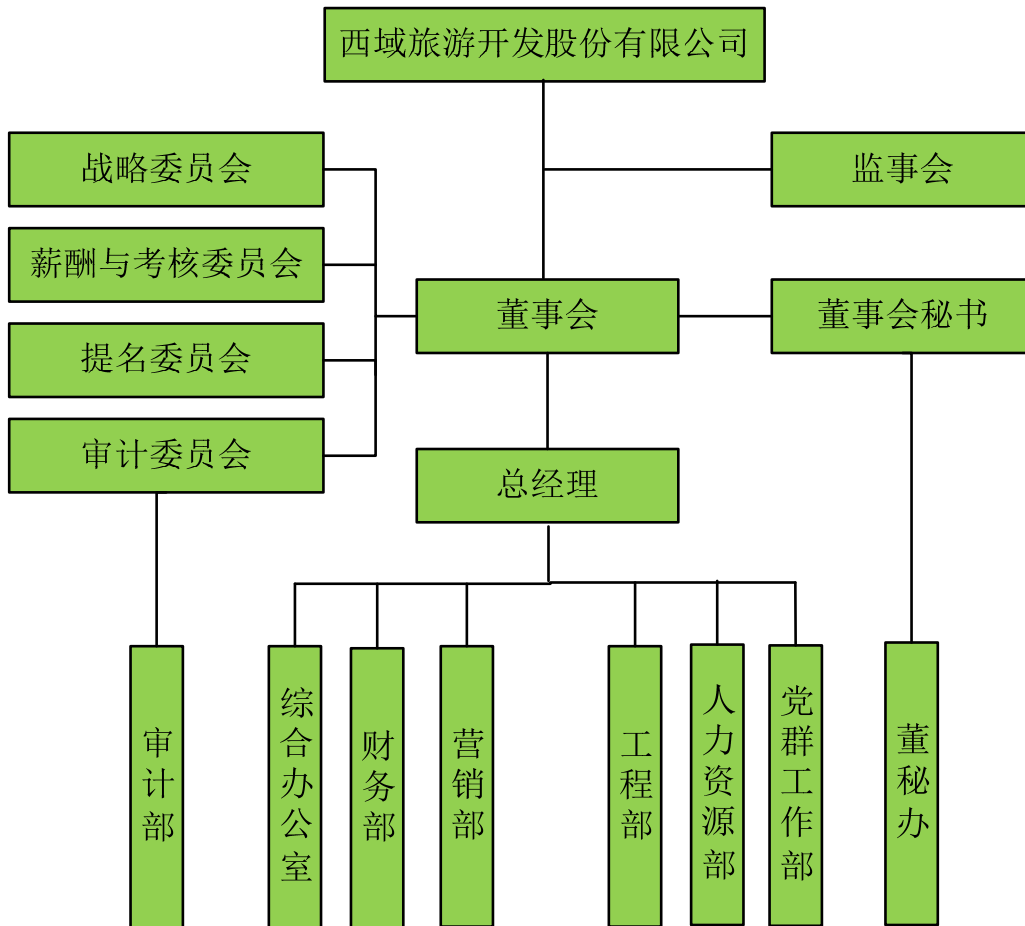 西域旅游开发股份有限公司
战略委员会
监事会
薪酬与考核委员会
董事会
董事会秘书
提名委员会
审计委员会
总经理
审计部
综合办公室
财务部
营销部
工程部
人力资源部
党群工作部
董秘办